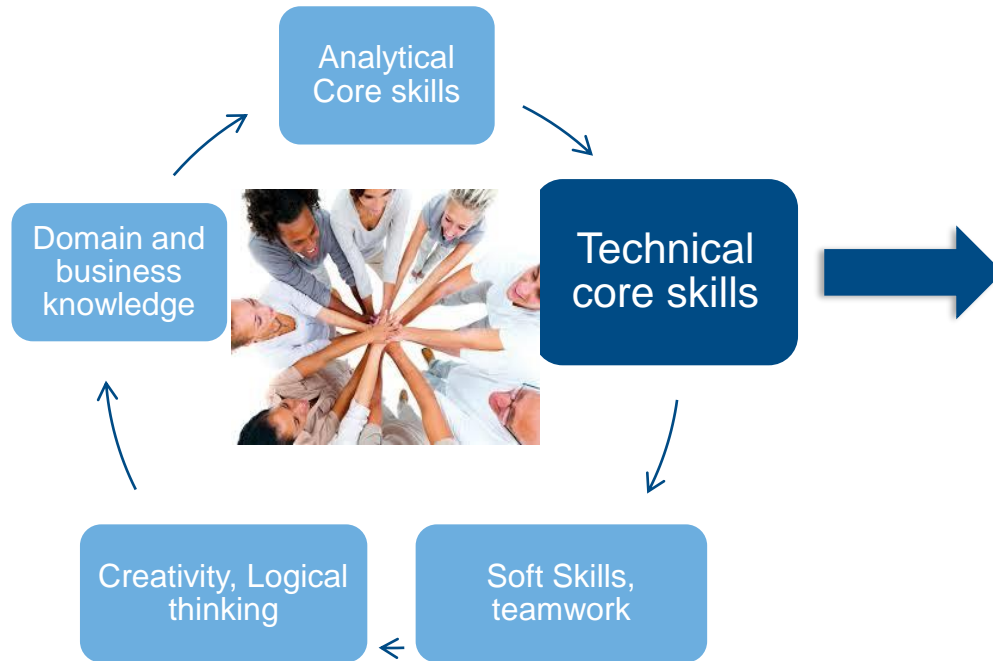 Analytical
Core skills
Technical
core skills
Soft Skills,
teamwork
Creativity, Logical
thinking
Domain and
business
knowledge